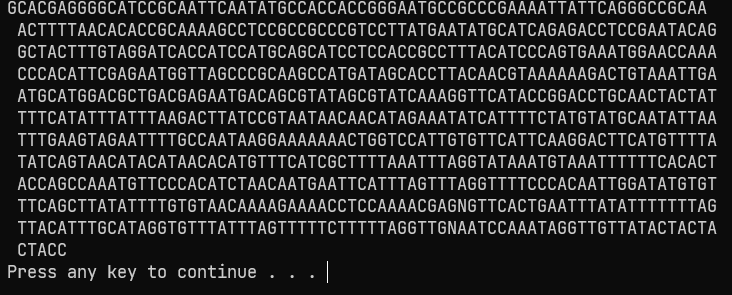 GCACGAGGGGCATCCGCAATTCAATATGCCACCACCGGGAATGCCGCCCGAAAATTATTCAGGGCCGCAA
ACTTTTAACACACCGCAAAAGCCTCCGCCGCCCGTCCTTATGAATATGCATCAGAGACCTCCGAATACAG
GCTACTTTGTAGGATCACCATCCATGCAGCATCCTCCACCGCCTTTACATCCCAGTGAAATGGAACCAAA
CCCACATTCGAGAATGGTTAGCCCGCAAGCCATGATAGCACCTTACAACGTAAAAAAGACTGTAAATTGA
ATGCATGGACGCTGACGAGAATGACAGCGTATAGCGTATCAAAGGTTCATACCGGACCTGCAACTACTAT
TTTCATATTTATTTAAGACTTATCCGTAATAACAACATAGAAATATCATTTTCTATGTATGCAATATTAA
TTTGAAGTAGAATTTTGCCAATAAGGAAAAAAACTGGTCCATTGTGTTCATTCAAGGACTTCATGTTTTA
TATCAGTAACATACATAACACATGTTTCATCGCTTTTAAATTTAGGTATAAATGTAAATTTTTTCACACT
ACCAGCCAAATGTTCCCACATCTAACAATGAATTCATTTAGTTTAGGTTTTCCCACAATTGGATATGTGT
TTCAGCTTATATTTTGTGTAACAAAAGAAAACCTCCAAAACGAGNGTTCACTGAATTTATATTTTTTTAG
TTACATTTGCATAGGTGTTTATTTAGTTTTTCTTTTTAGGTTGNAATCCAAATAGGTTGTTATACTACTA
CTACC
Press any key to continue . . .